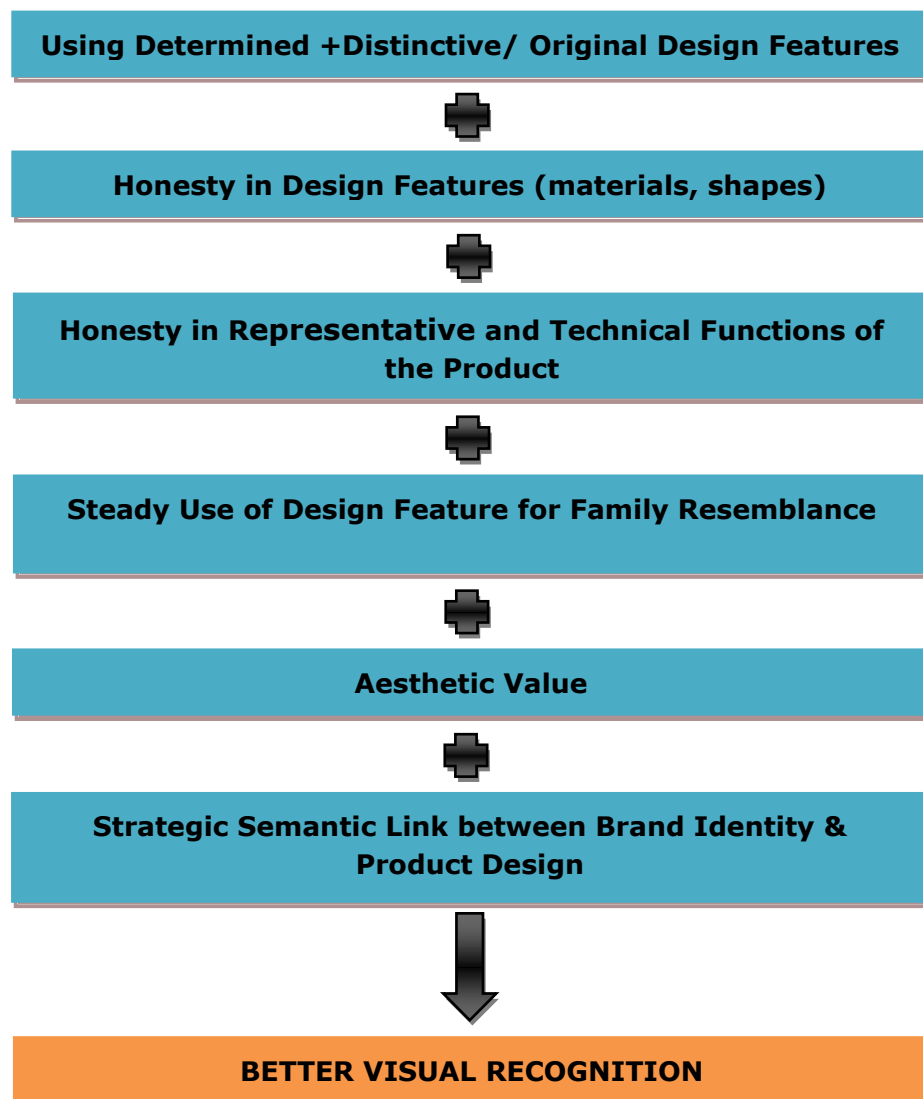 Using Determined +Distinctive/ Original Design Features
Honesty in Design Features (materials, shapes)
Honesty in Representative and Technical Functions of
the Product
Steady Use of Design Feature for Family Resemblance
Aesthetic Value
Strategic Semantic Link between Brand Identity &
Product Design
BETTER VISUAL RECOGNITION